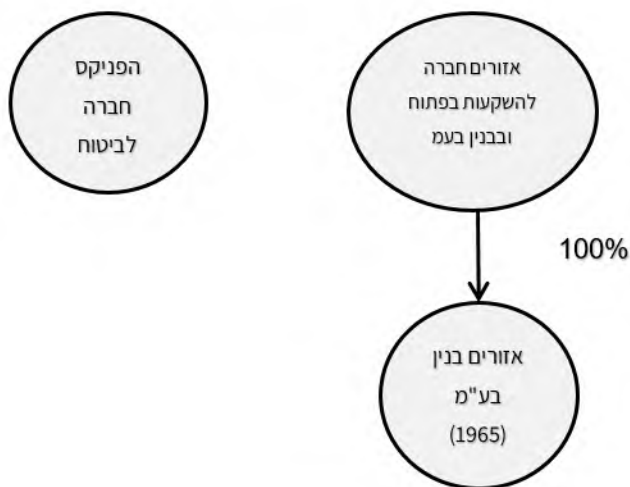 הפניקס
חברה
לביטוח
אזורים חברה
להשקעות בפתוח
ובבנין בעמ
100%
אזורים בנין
בע"מ
(1965)